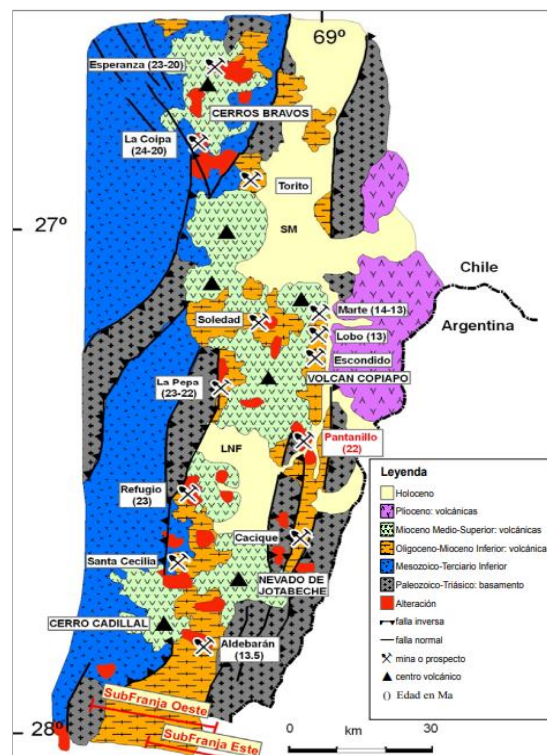 69º
Esperanza (23-20)
CERROS BRAVOS
La Coipa
(24-20)
Torito
27º
SM
Chile
Argentina
Marte (14-13)
Soledad
Lobo (13)
Escondido
VOLCAN COPIAPO
La Pepa
(23-22)
Pantanillo
(22)
LNF
Refugio
(23)
Cacique
Santa Cecilia
NEVADO DE
JOTABECHE
CERRO CADILLAL
Aldebarán
(13.5)
SubFranja Oeste
SubFranja Este
28º
0 km 30
Leyenda
Holoceno
Plioceno: volcánicas
Mioceno Medio-Superior: volcánicas
Oligoceno-Mioceno Inferior: volcánicas
Mesozoico-Terciario Inferior
Paleozoico-Triásico: basamento
Alteración
falla inversa
falla normal
mina o prospecto
centro volcánico
() Edad en Ma